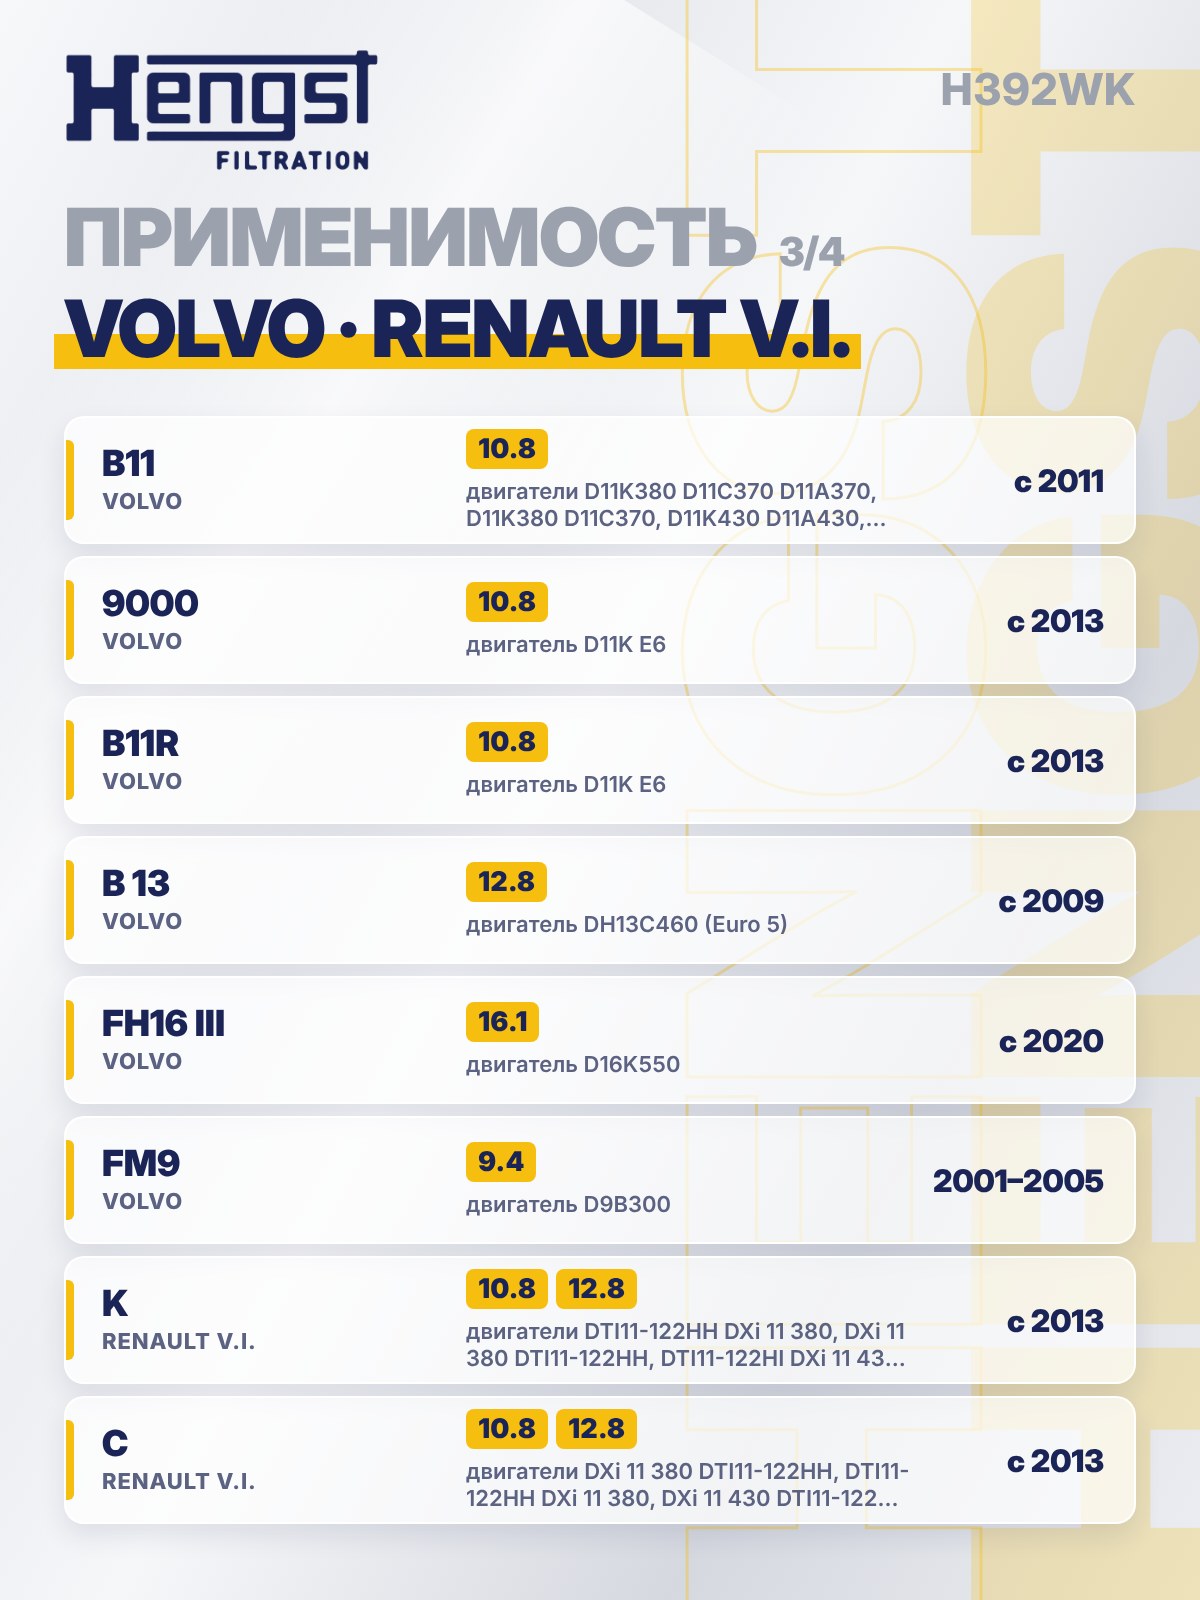 Hengst
FILTRATION
H392WK
ПРИМЕНИМОСТЬ 3/4
VOLVO · RENAULT V.I.
B11
VOLVO
10.8
двигатели D11K380 D11C370 D11A370,
D11K380 D11C370, D11K430 D11A430,...
с 2011
9000
VOLVO
10.8
двигатель D11K E6
с 2013
B11R
VOLVO
10.8
двигатель D11K E6
с 2013
B 13
VOLVO
12.8
двигатель DH13C460 (Euro 5)
с 2009
FH16 III
VOLVO
16.1
двигатель D16K550
с 2020
FM9
VOLVO
9.4
двигатель D9B300
2001–2005
K
RENAULT V.I.
10.8 12.8
двигатели DTI11-122HH DXi 11 380, DXi 11
380 DTI11-122HH, DTI11-122HI DXi 11 43...
с 2013
C
RENAULT V.I.
10.8 12.8
двигатели DXi 11 380 DTI11-122HH, DTI11-
122HH DXi 11 380, DXi 11 430 DTI11-122...
с 2013
HENGST